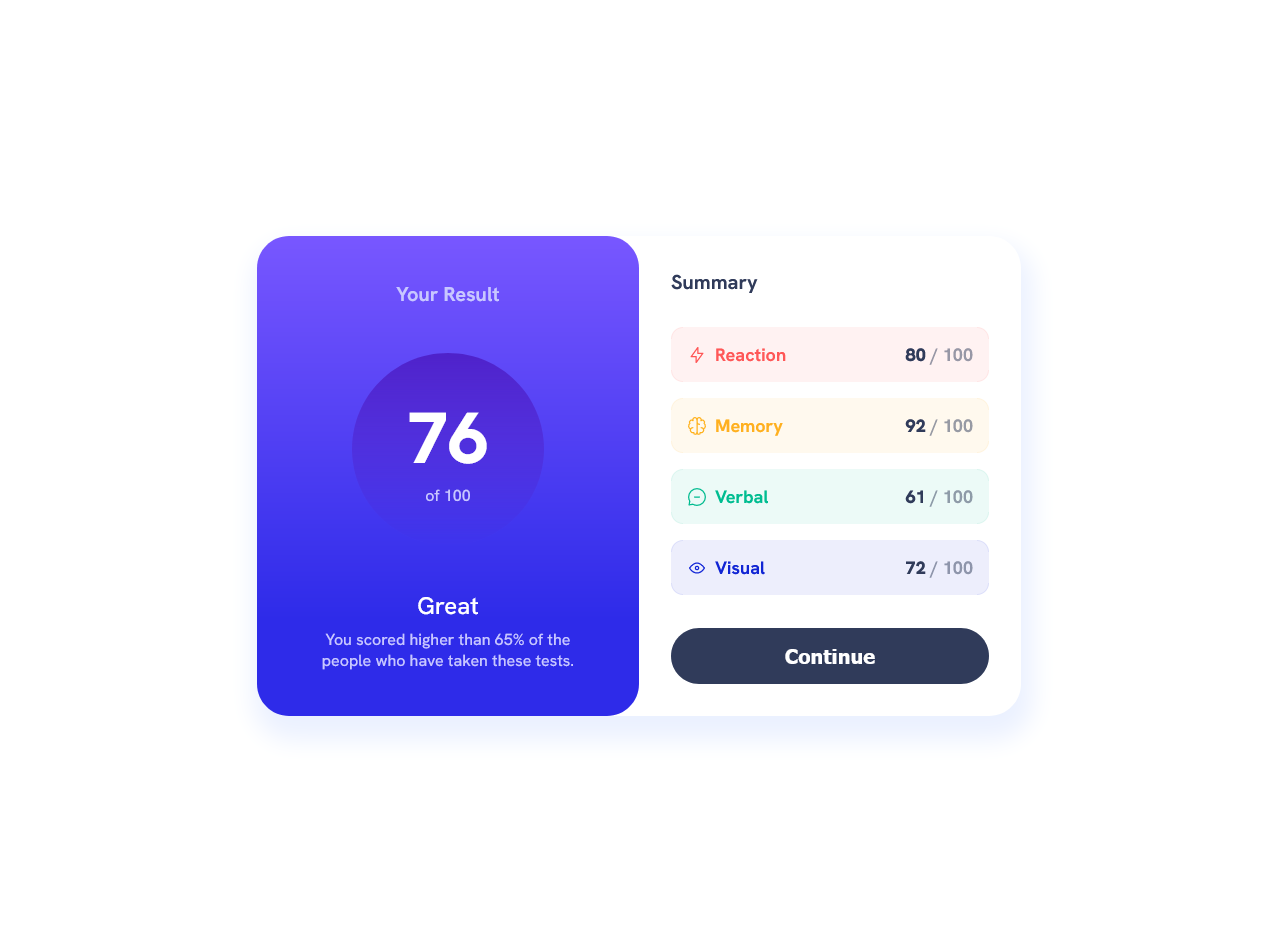 Your Result
76
of 100
Great
You scored higher than 65% of the
people who have taken these tests.
Summary
Reaction 80 / 100
Memory 92 / 100
Verbal 61 / 100
Visual 72 / 100
Continue